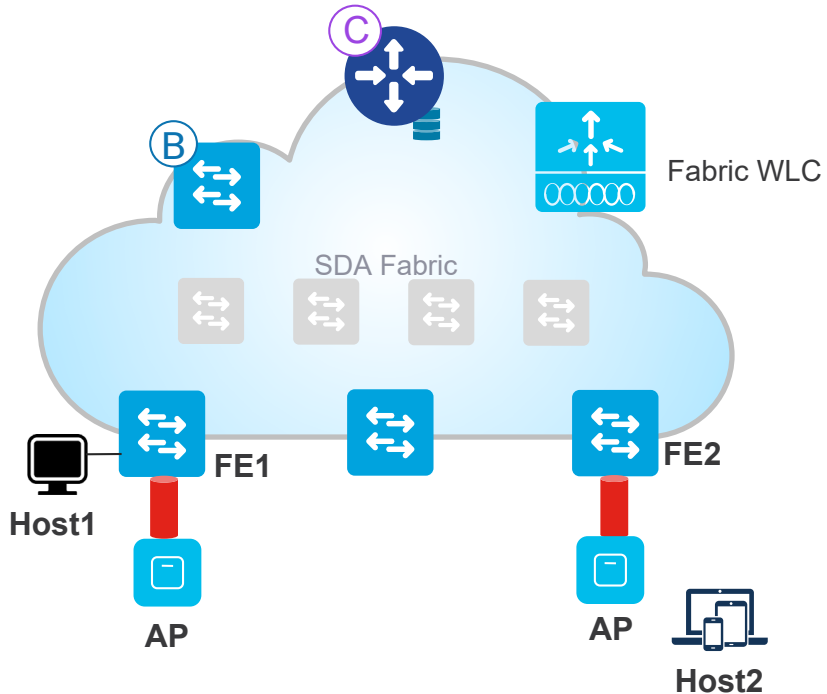 C
B
Fabric WLC
SDA Fabric
FE1
FE2
Host1
AP
AP
Host2